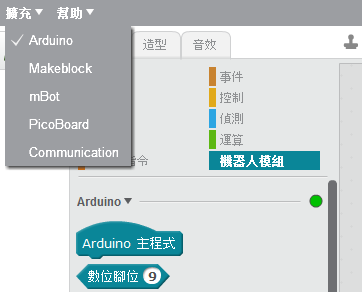 擴充▼ 幫助▼
✓ Arduino
Makeblock
mBot
PicoBoard
Communication
造型 音效
事件
控制
偵測
運算
指令 機器人模組
Arduino▼
Arduino 主程式
數位腳位 9